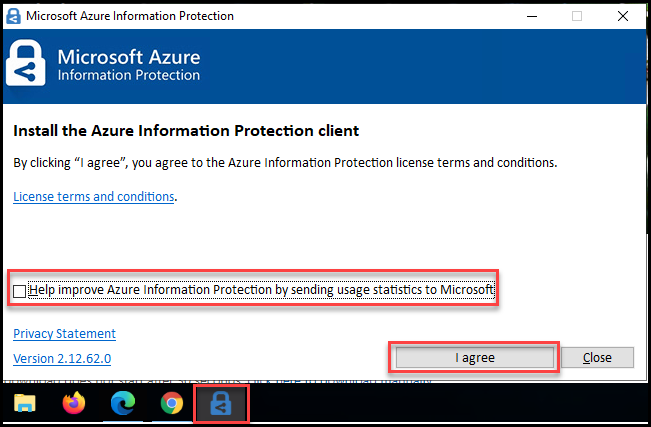 Microsoft Azure Information Protection
Microsoft Azure
Information Protection
Install the Azure Information Protection client
By clicking “I agree”, you agree to the Azure Information Protection license terms and conditions.
License terms and conditions.
Help improve Azure Information Protection by sending usage statistics to Microsoft
Privacy Statement
Version 2.12.62.0
I agree
Close